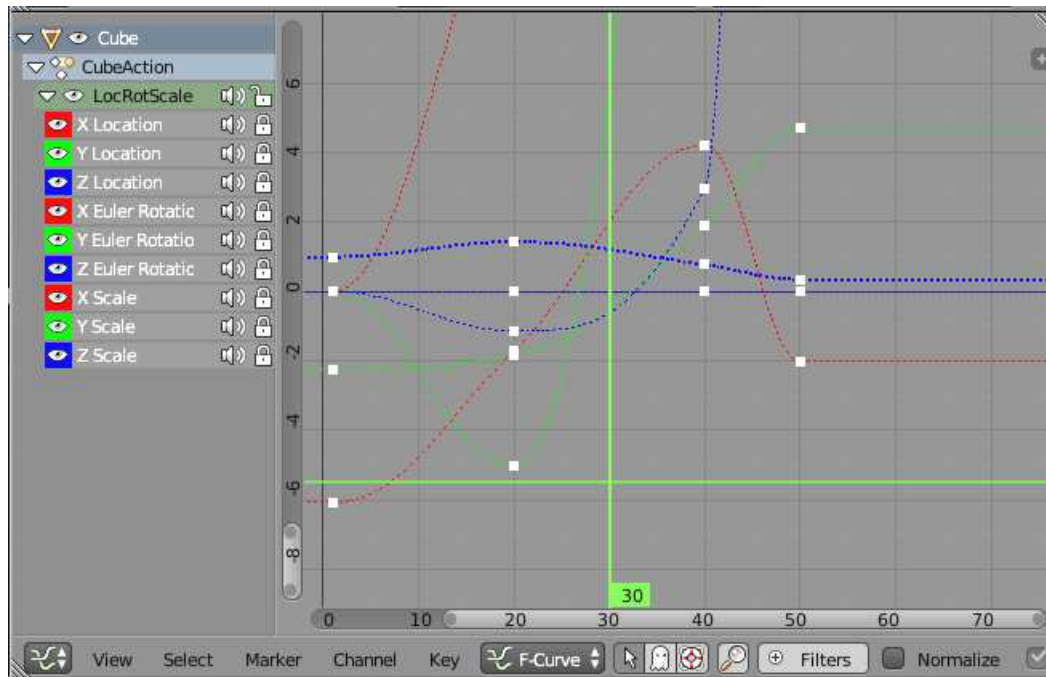 Cube
CubeAction
LocRotScale
X Location
Y Location
Z Location
X Euler Rotatic
Y Euler Rotatio
Z Euler Rotatic
X Scale
Y Scale
Z Scale
6
4
2
0
-2
-4
-6
-8
30
0 10 20 30 40 50 60 70
View Select Marker Channel Key F-Curve Filters Normalize